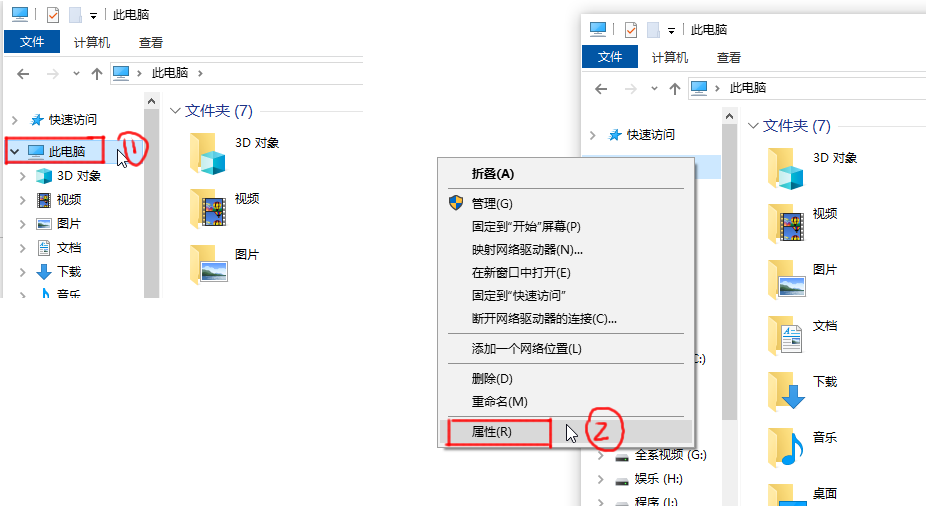 此电脑
文件 计算机 查看
此电脑
快速访问
此电脑
3D 对象
视频
图片
文档
下载
音乐
文件夹 (7)
3D 对象
视频
图片
1
折叠(A)
管理(G)
固定到"开始"屏幕(P)
映射网络驱动器(N)...
在新窗口中打开(E)
固定到"快速访问"
断开网络驱动器的连接(C)...
添加一个网络位置(L)
删除(D)
重命名(M)
属性(R)
2
此电脑
文件 计算机 查看
此电脑
快速访问
C:)
全系视频 (G:)
娱乐 (H:)
程序 (I:)
文件夹 (7)
3D 对象
视频
图片
文档
下载
音乐
桌面